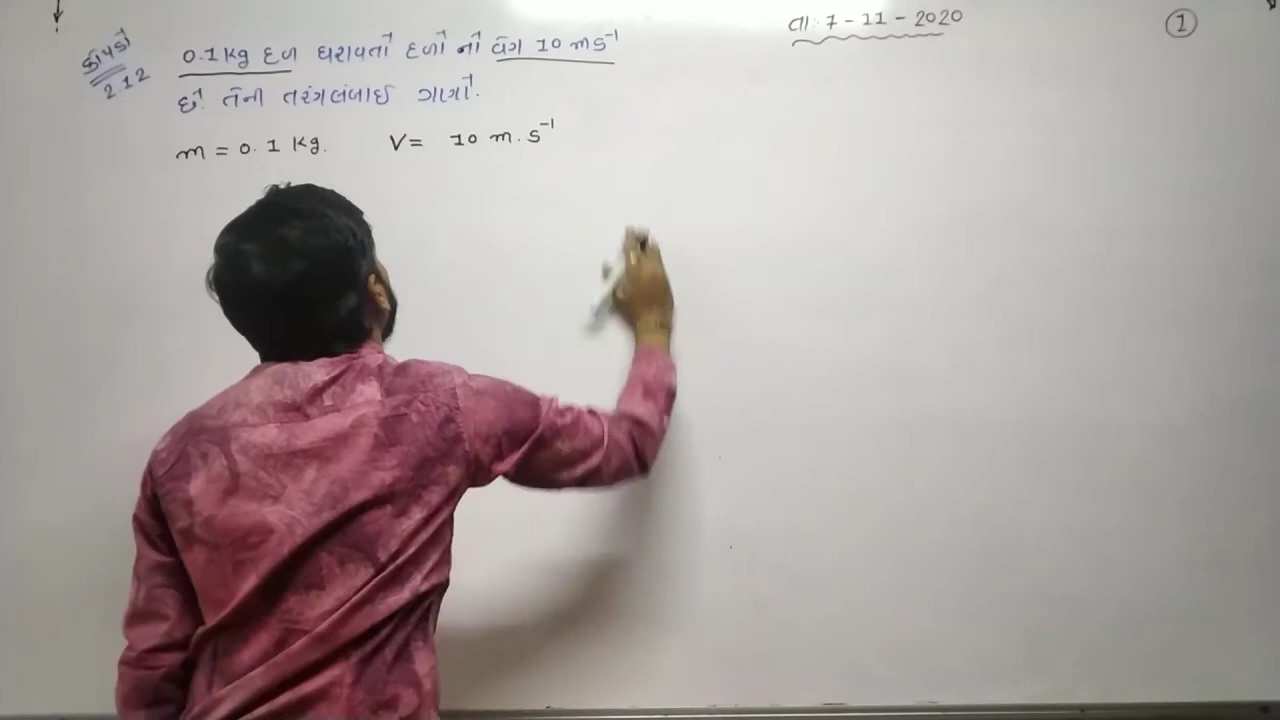 તા: 7 - 11 - 2020
1
કોયડો
2.12
0.1 kg દળ ધરાવતો દળો નો વેગ 10 ms⁻¹
છે. તેની તરંગલંબાઈ ગણો.
m = 0.1 kg. V = 10 m.s⁻¹